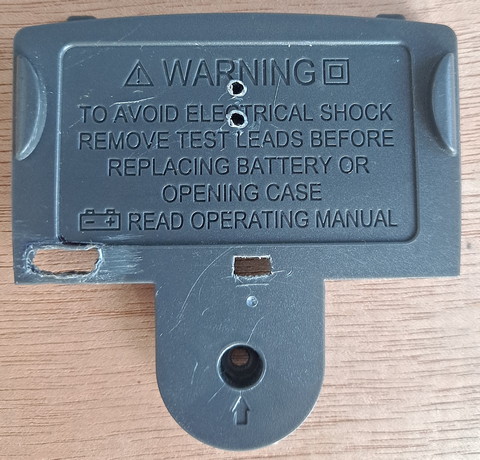 WARNING
TO AVOID ELECTRICAL SHOCK
REMOVE TEST LEADS BEFORE
REPLACING BATTERY OR
OPENING CASE
READ OPERATING MANUAL